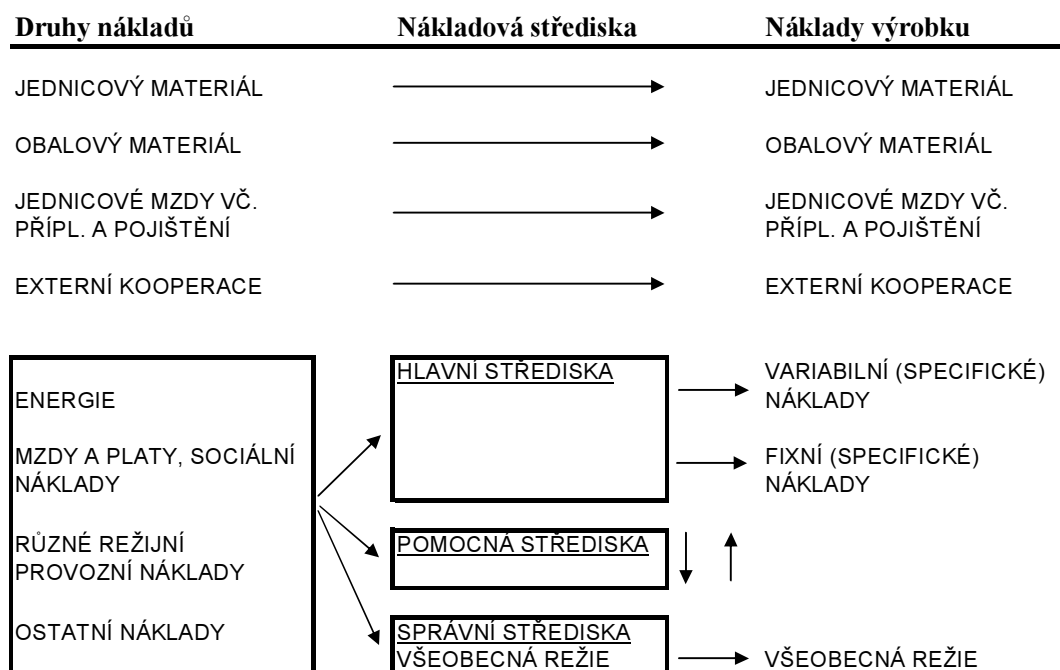 Druhy nákladů Nákladová střediska Náklady výrobku
JEDNICOVÝ MATERIÁL JEDNICOVÝ MATERIÁL
OBALOVÝ MATERIÁL OBALOVÝ MATERIÁL
JEDNICOVÉ MZDY VČ. JEDNICOVÉ MZDY VČ.
PŘÍPL. A POJIŠTĚNÍ PŘÍPL. A POJIŠTĚNÍ
EXTERNÍ KOOPERACE EXTERNÍ KOOPERACE
HLAVNÍ STŘEDISKA VARIABILNÍ (SPECIFICKÉ)
ENERGIE NÁKLADY
MZDY A PLATY, SOCIÁLNÍ FIXNÍ (SPECIFICKÉ)
NÁKLADY NÁKLADY
RŮZNÉ REŽIJNÍ POMOCNÁ STŘEDISKA
PROVOZNÍ NÁKLADY
OSTATNÍ NÁKLADY SPRÁVNÍ STŘEDISKA
VŠEOBECNÁ REŽIE VŠEOBECNÁ REŽIE